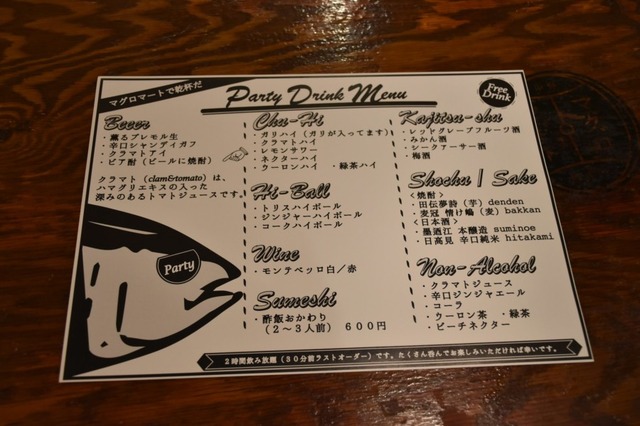 マグロマートで乾杯だ
Party Drink Menu
Free Drink
Beeer
・薫るプレモル生
・辛口シャンディガフ
・クラマトアイ
・ビア酎 (ビールに焼酎)
クラマト (clam&tomato) は、
ハマグリエキスの入った
深みのあるトマトジュースです。
Party
Chu-Hi
・ガリハイ (ガリが入ってます)
・クラマトハイ
・レモンサワー
・ネクターハイ
・ウーロンハイ ・緑茶ハイ
Hi-Ball
・トリスハイボール
・ジンジャーハイボール
・コークハイボール
Wine
・モンテベッロ白/赤
Sumeshi
・酢飯おかわり
(2~3人前) 600円
Kajitsu-shu
・レッドグレープフルーツ酒
・みかん酒
・シークアーサー酒
・梅酒
Shochu / Sake
<焼酎>
・田伝夢詩 (芋) denden
・麦冠 情け嶋 (麦) bakkan
<日本酒>
・墨廼江 本醸造 suminoe
・日高見 辛口純米 hitakami
Non-Alcohol
・クラマトジュース
・辛口ジンジャエール
・コーラ
・ウーロン茶 ・緑茶
・ピーチネクター
2時間飲み放題 (30分前ラストオーダー) です。たくさん呑んでお楽しみいただければ幸いです。